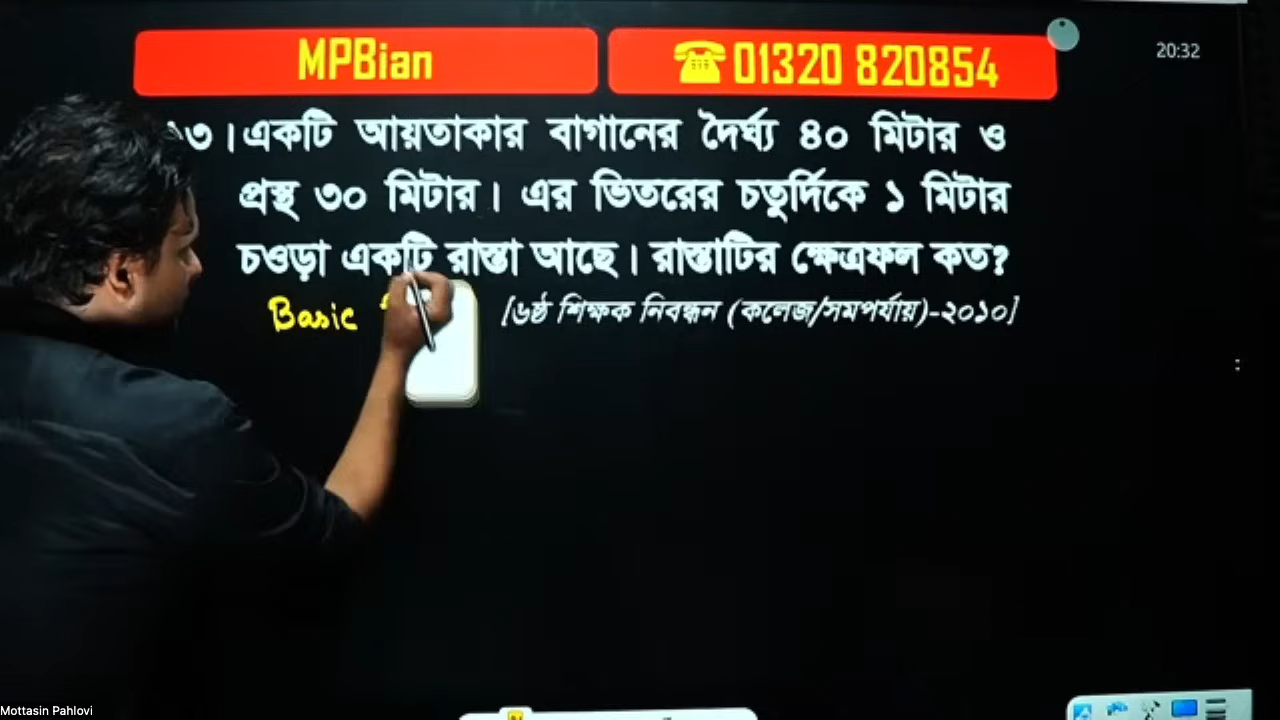 MPBian
☎01320 820854
20:32
১৩। একটি আয়তাকার বাগানের দৈর্ঘ্য ৪০ মিটার ও
প্রস্থ ৩০ মিটার। এর ভিতরের চতুর্দিকে ১ মিটার
চওড়া একটি রাস্তা আছে। রাস্তাটির ক্ষেত্রফল কত?
Basic
[৬ষ্ঠ শিক্ষক নিবন্ধন (কলেজ/সমপর্যায়)-২০১০]
Mottasin Pahlovi